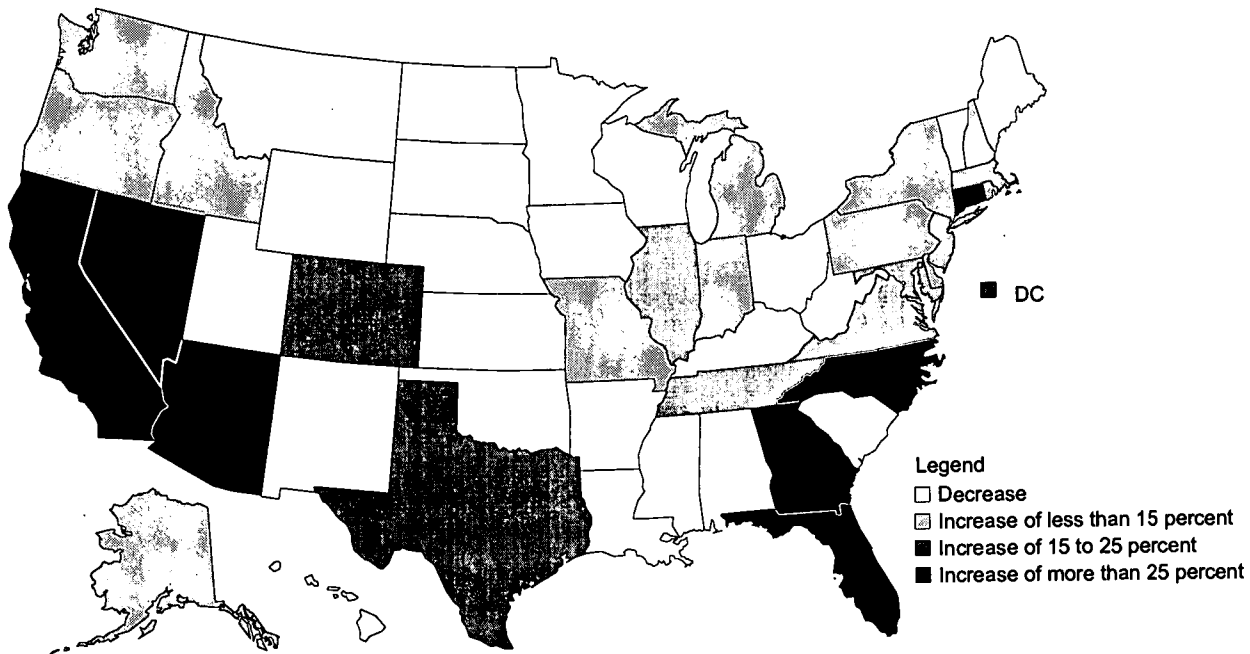 DC
Legend
Decrease
Increase of less than 15 percent
Increase of 15 to 25 percent
Increase of more than 25 percent